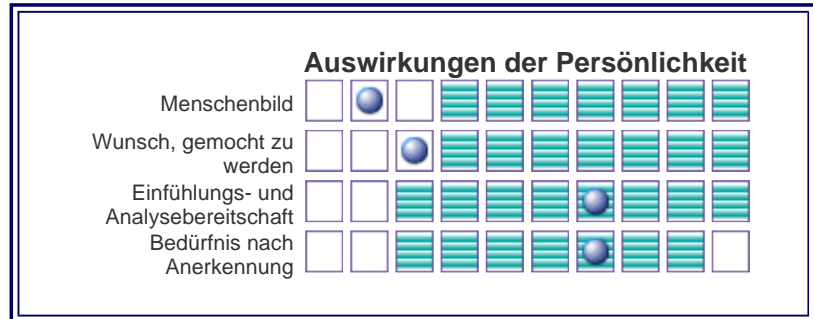 Auswirkungen der Persönlichkeit
Menschenbild
Wunsch, gemocht zu
werden
Einfühlungs- und
Analysebereitschaft
Bedürfnis nach
Anerkennung